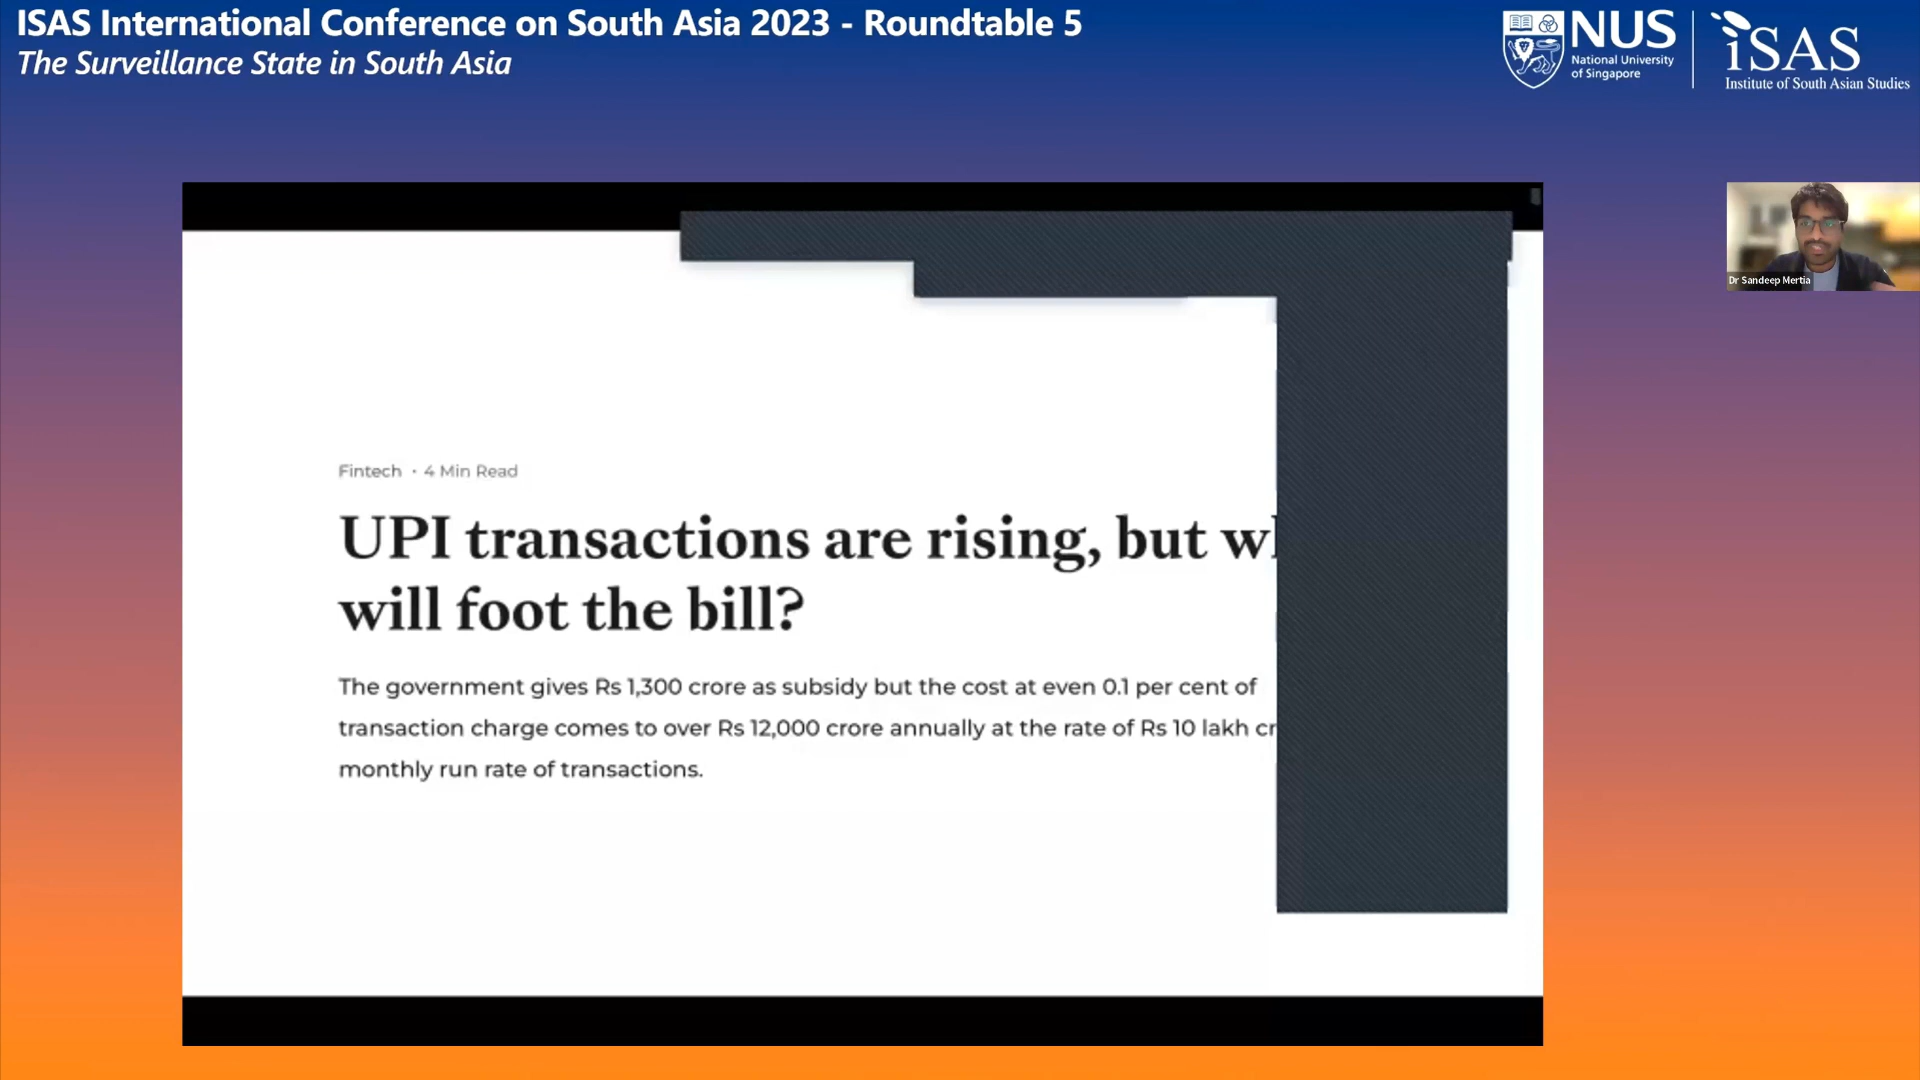 ISAS International Conference on South Asia 2023 - Roundtable 5
The Surveillance State in South Asia
NUS
National University
of Singapore
iSAS
Institute of South Asian Studies
Dr Sandeep Mertia
Fintech · 4 Min Read
UPI transactions are rising, but
will foot the bill?
The government gives Rs 1,300 crore as subsidy but the cost at even 0.1 per cent of
transaction charge comes to over Rs 12,000 crore annually at the rate of Rs 10 lakh
monthly run rate of transactions.